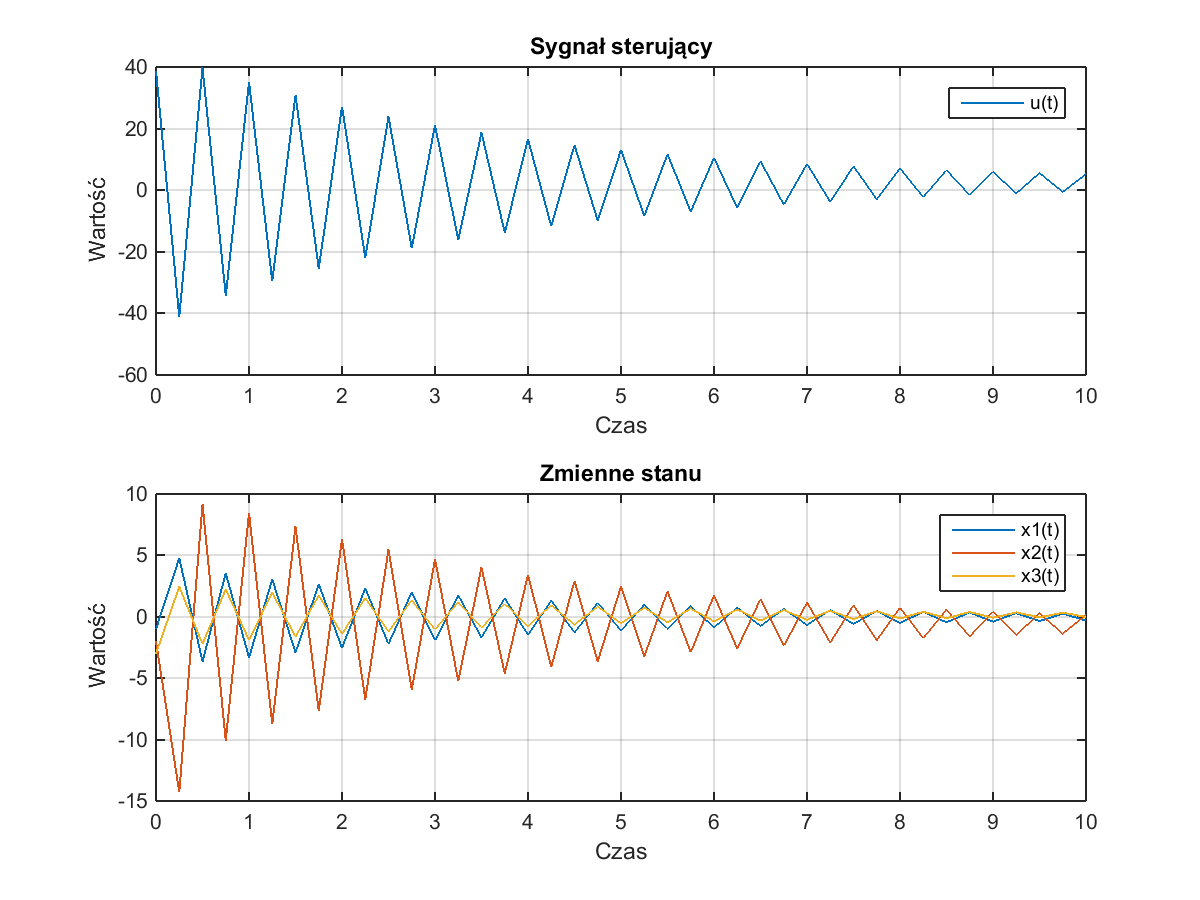 Sygnał sterujący
40
20
0
-20
-40
-60
Wartość
u(t)
0 1 2 3 4 5 6 7 8 9 10
Czas
Zmienne stanu
10
5
0
-5
-10
-15
Wartość
x1(t)
x2(t)
x3(t)
0 1 2 3 4 5 6 7 8 9 10
Czas